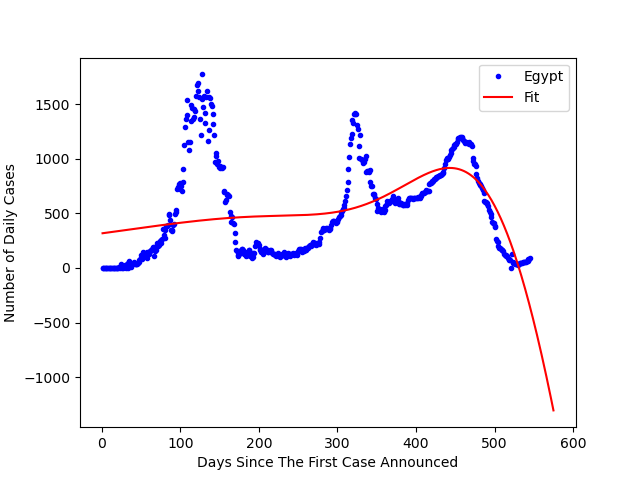 Egypt
Fit
1500
1000
500
0
−500
−1000
Number of Daily Cases
0 100 200 300 400 500 600
Days Since The First Case Announced